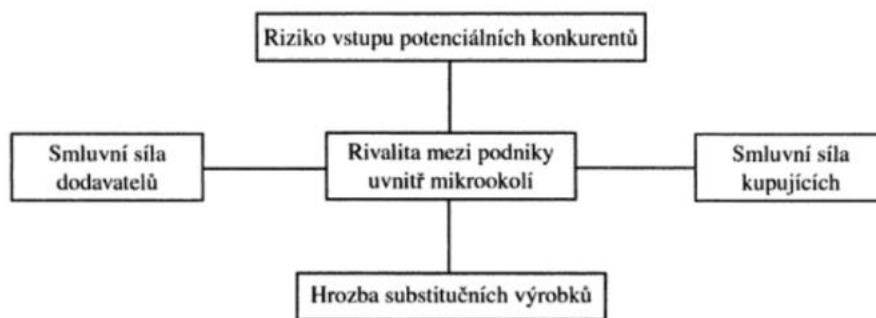 Riziko vstupu potenciálních konkurentů
Smluvní síla
dodavatelů
Rivalita mezi podniky
uvnitř mikrookolí
Smluvní síla
kupujících
Hrozba substitučních výrobků